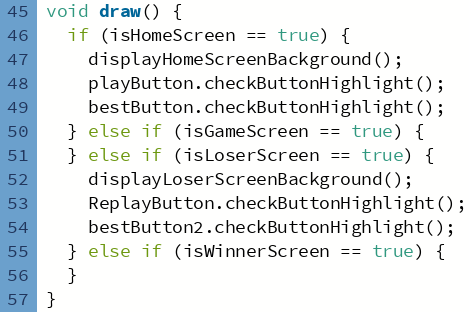 45 void draw() {
46   if (isHomeScreen == true) {
47     displayHomeScreenBackground();
48     playButton.checkButtonHighlight();
49     bestButton.checkButtonHighlight();
50   } else if (isGameScreen == true) {
51   } else if (isLoserScreen == true) {
52     displayLoserScreenBackground();
53     ReplayButton.checkButtonHighlight();
54     bestButton2.checkButtonHighlight();
55   } else if (isWinnerScreen == true) {
56   }
57 }